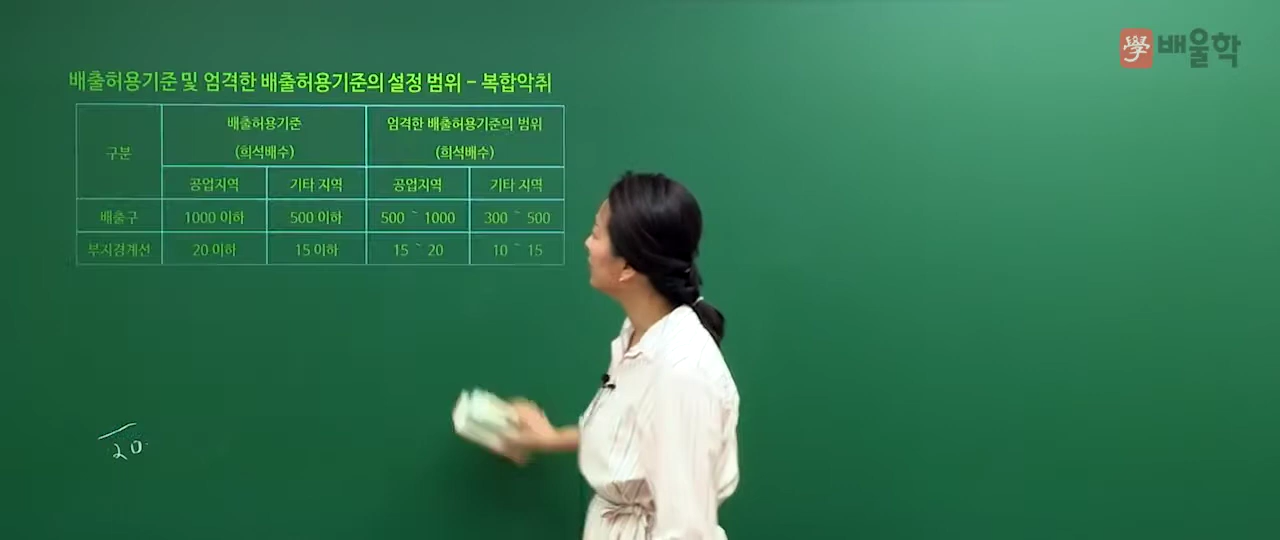 學 배울학
배출허용기준 및 엄격한 배출허용기준의 설정 범위 - 복합악취
구분
배출허용기준
(희석배수)
엄격한 배출허용기준의 범위
(희석배수)
공업지역 기타 지역 공업지역 기타 지역
배출구 1000 이하 500 이하 500 ~ 1000 300 ~ 500
부지경계선 20 이하 15 이하 15 ~ 20 10 ~ 15
20